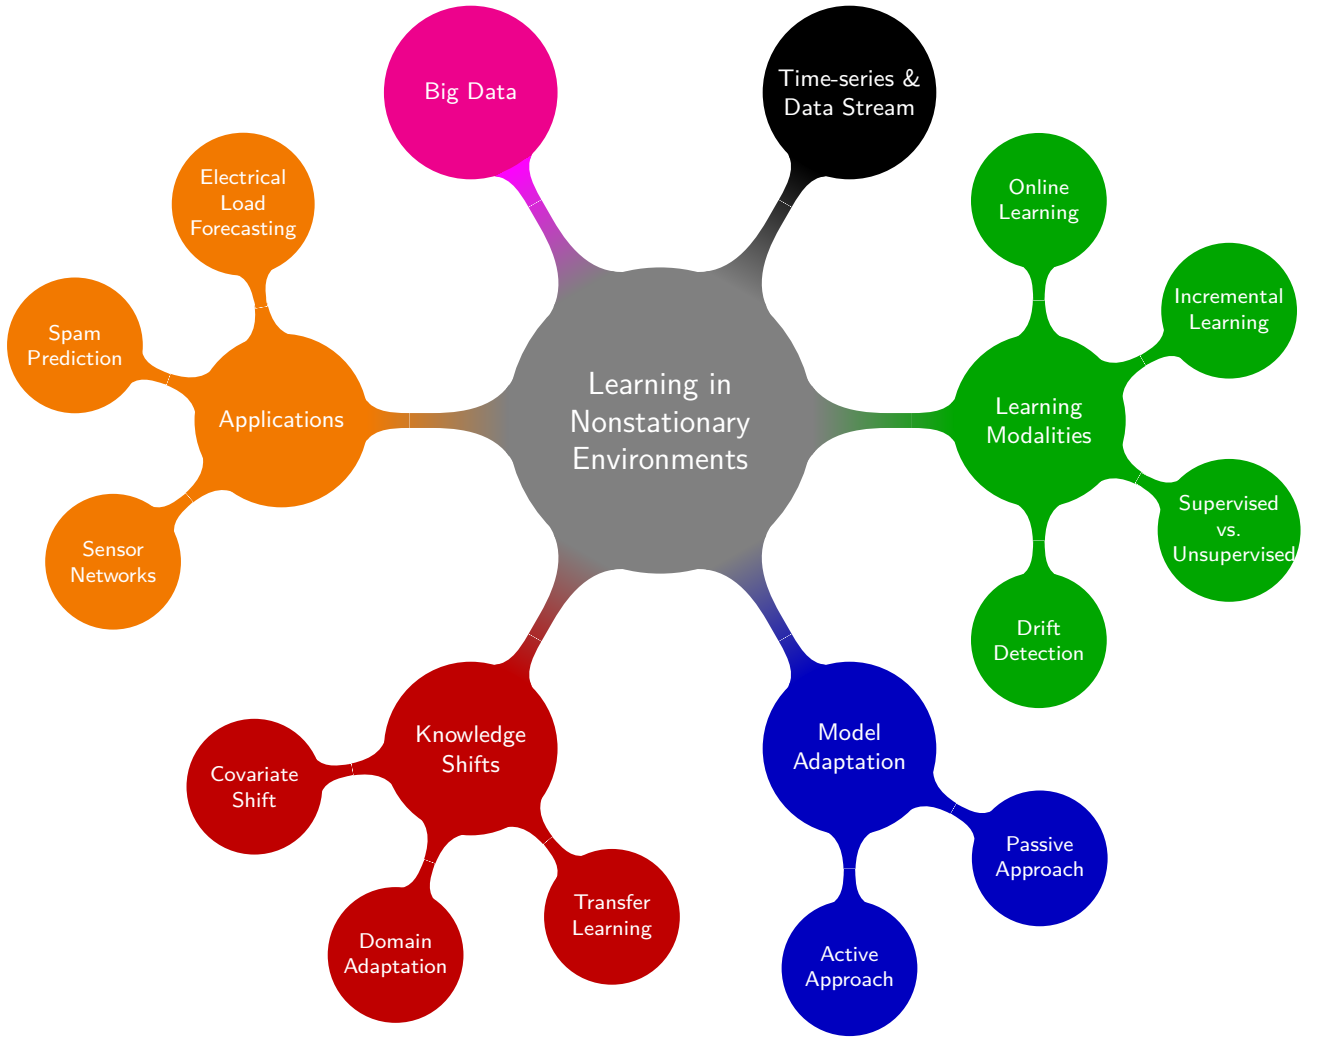 Big Data
Time-series &
Data Stream
Electrical
Load
Forecasting
Online
Learning
Incremental
Learning
Spam
Prediction
Applications
Learning in
Nonstationary
Environments
Learning
Modalities
Supervised
vs.
Unsupervised
Sensor
Networks
Drift
Detection
Knowledge
Shifts
Model
Adaptation
Covariate
Shift
Passive
Approach
Transfer
Learning
Domain
Adaptation
Active
Approach